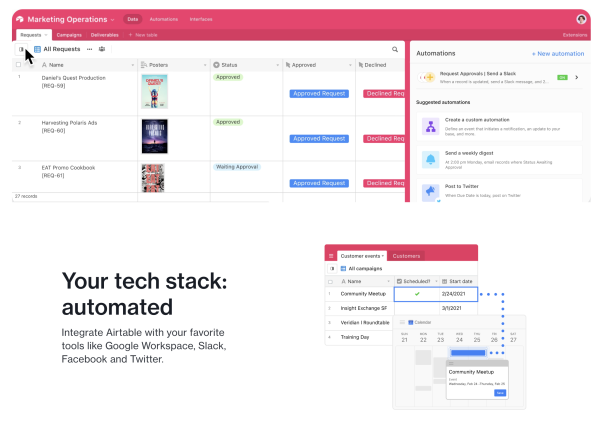 Marketing Operations
Data
Automations
Interfaces
Requests
Campaigns
Deliverables
+ New table
Extensions
All Requests
Automations
+ New automation
A Name
Posters
Status
Approved
Declined
1
Daniel's Quest Production
[REQ-59]
Approved
Approved Request
Declined Req
2
Harvesting Polaris Ads
[REQ-60]
Approved
Approved Request
Declined Req
3
EAT Promo Cookbook
[REQ-61]
Waiting Approval
Approved Request
Declined Req
27 records
Request Approvals | Send a Slack
When a record is updated, send a Slack message, and 2...
ON
Suggested automations
Create a custom automation
Define an event that initiates a notification, an update to your
base, and more.
Send a weekly digest
At 2:05 pm Monday, email records where Status Awaiting
Approval
Post to Twitter
When Due Date is today, post on Twitter
Your tech stack:
automated
Integrate Airtable with your favorite
tools like Google Workspace, Slack,
Facebook and Twitter.
Customer events
Customers
All campaigns
A Name
Scheduled?
Start date
1
Community Meetup
2/24/2021
2
Insight Exchange SF
3/1/2021
3
Veridian I Roundtable
4
Training Day
Calendar
SUN
MON
TUE
WED
THU
FRI
SAT
21
22
23
24
25
26
27
Community Meetup
Event
Wednesday, Feb 24 - Thursday, Feb 25